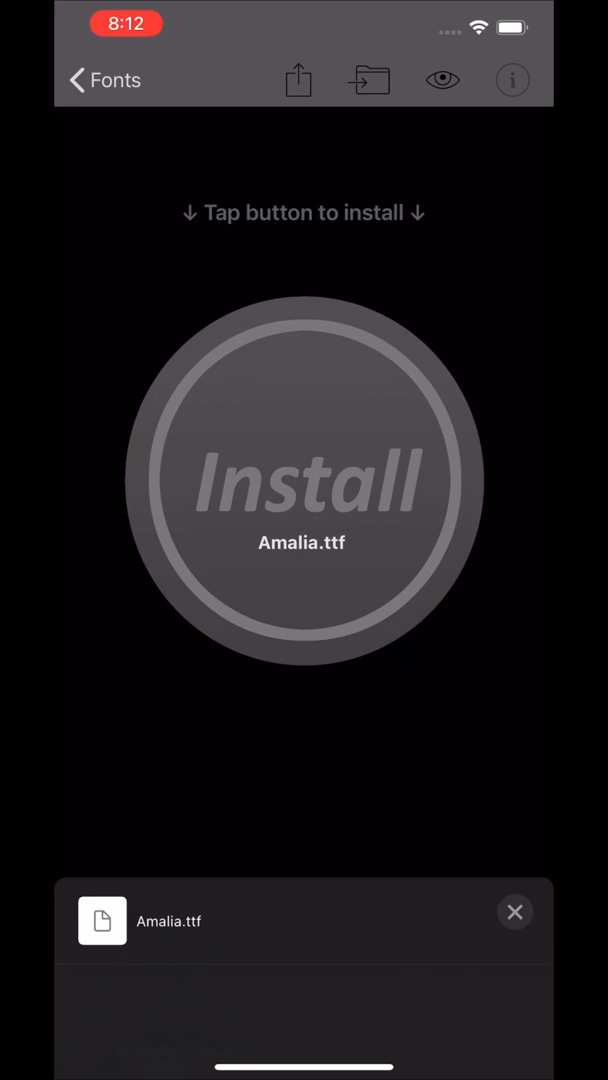 8:12
Fonts
↓ Tap button to install ↓
Install
Amalia.ttf
Amalia.ttf